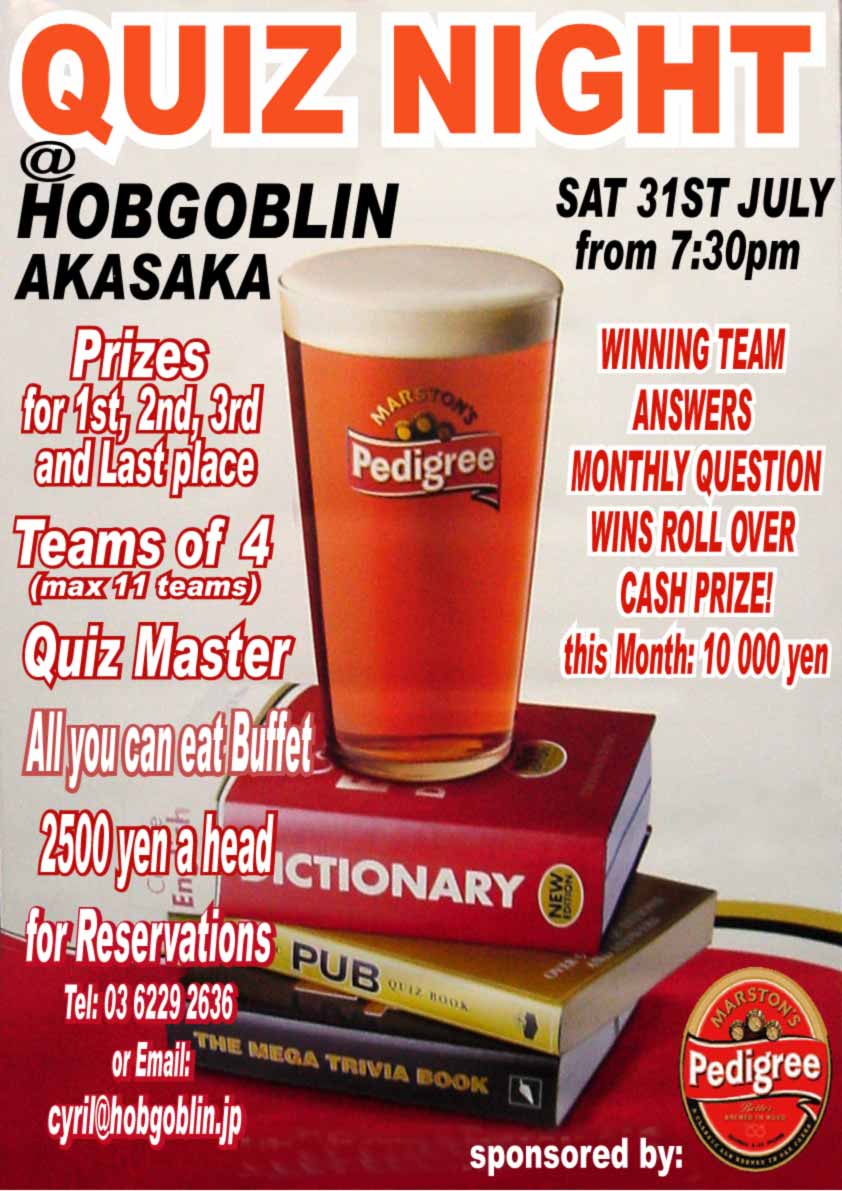 QUIZ NIGHT
@
HOBGOBLIN
AKASAKA
SAT 31ST JULY
from 7:30pm
Prizes
for 1st, 2nd, 3rd
and Last place
Teams of 4
(max 11 teams)
Quiz Master
All you can eat Buffet
2500 yen a head
for Reservations
Tel: 03 6229 2636
or Email:
cyril@hobgoblin.jp
WINNING TEAM
ANSWERS
MONTHLY QUESTION
WINS ROLL OVER
CASH PRIZE!
this Month: 10 000 yen
MARSTON'S
Pedigree
DICTIONARY
NEW
EDITION
PUB QUIZ BOOK
THE MEGA TRIVIA BOOK
sponsored by:
MARSTON'S
Pedigree